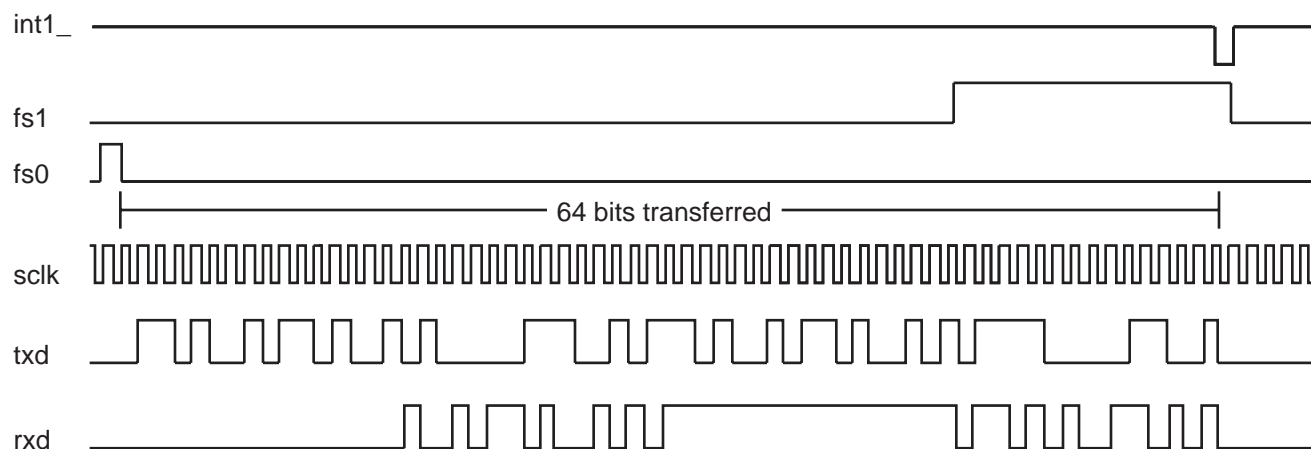 int1_
fs1
fs0
64 bits transferred
sclk
txd
rxd